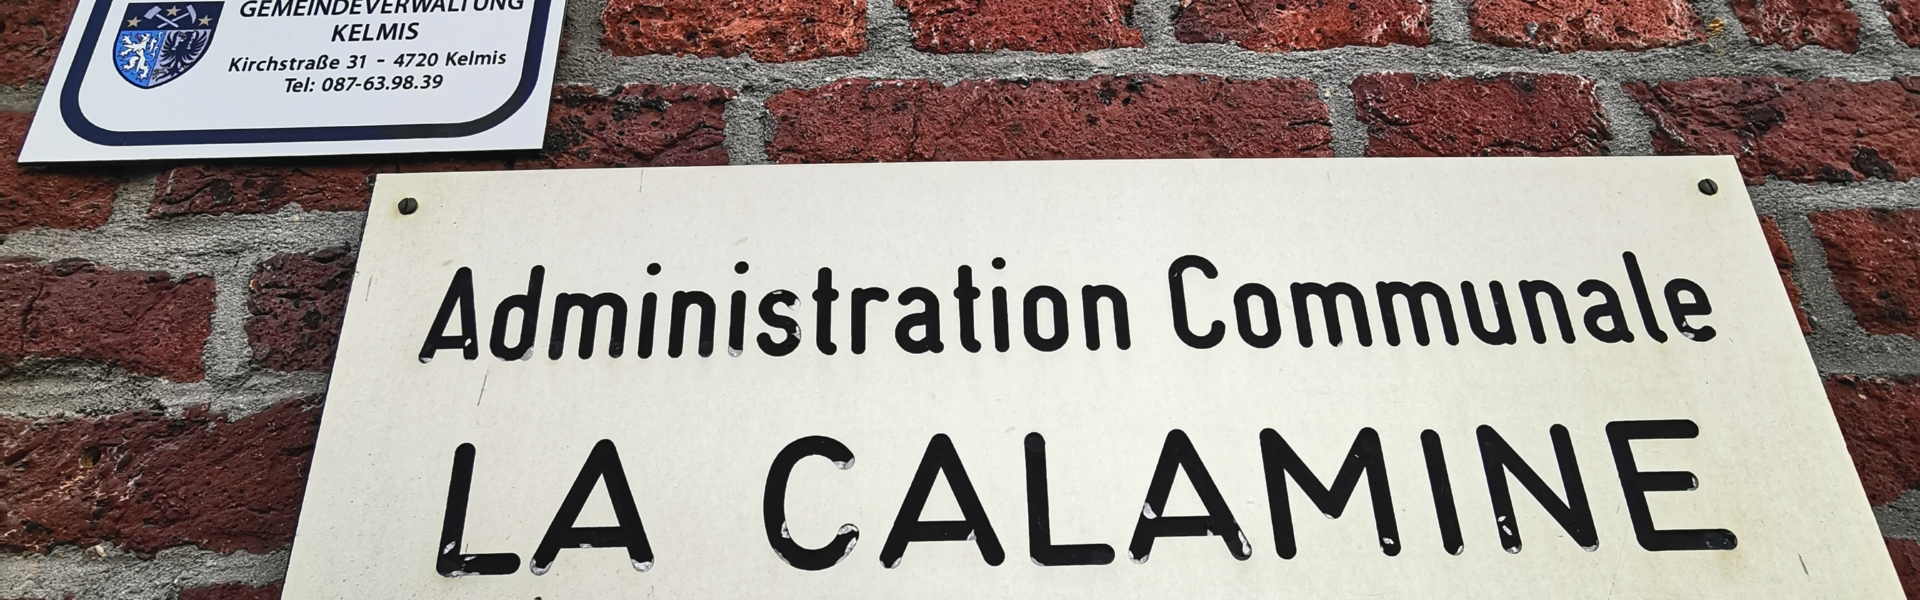 GEMEINDEVERWALTUNG
KELMIS
Kirchstraße 31 - 4720 Kelmis
Tel: 087-63.98.39
Administration Communale
LA CALAMINE